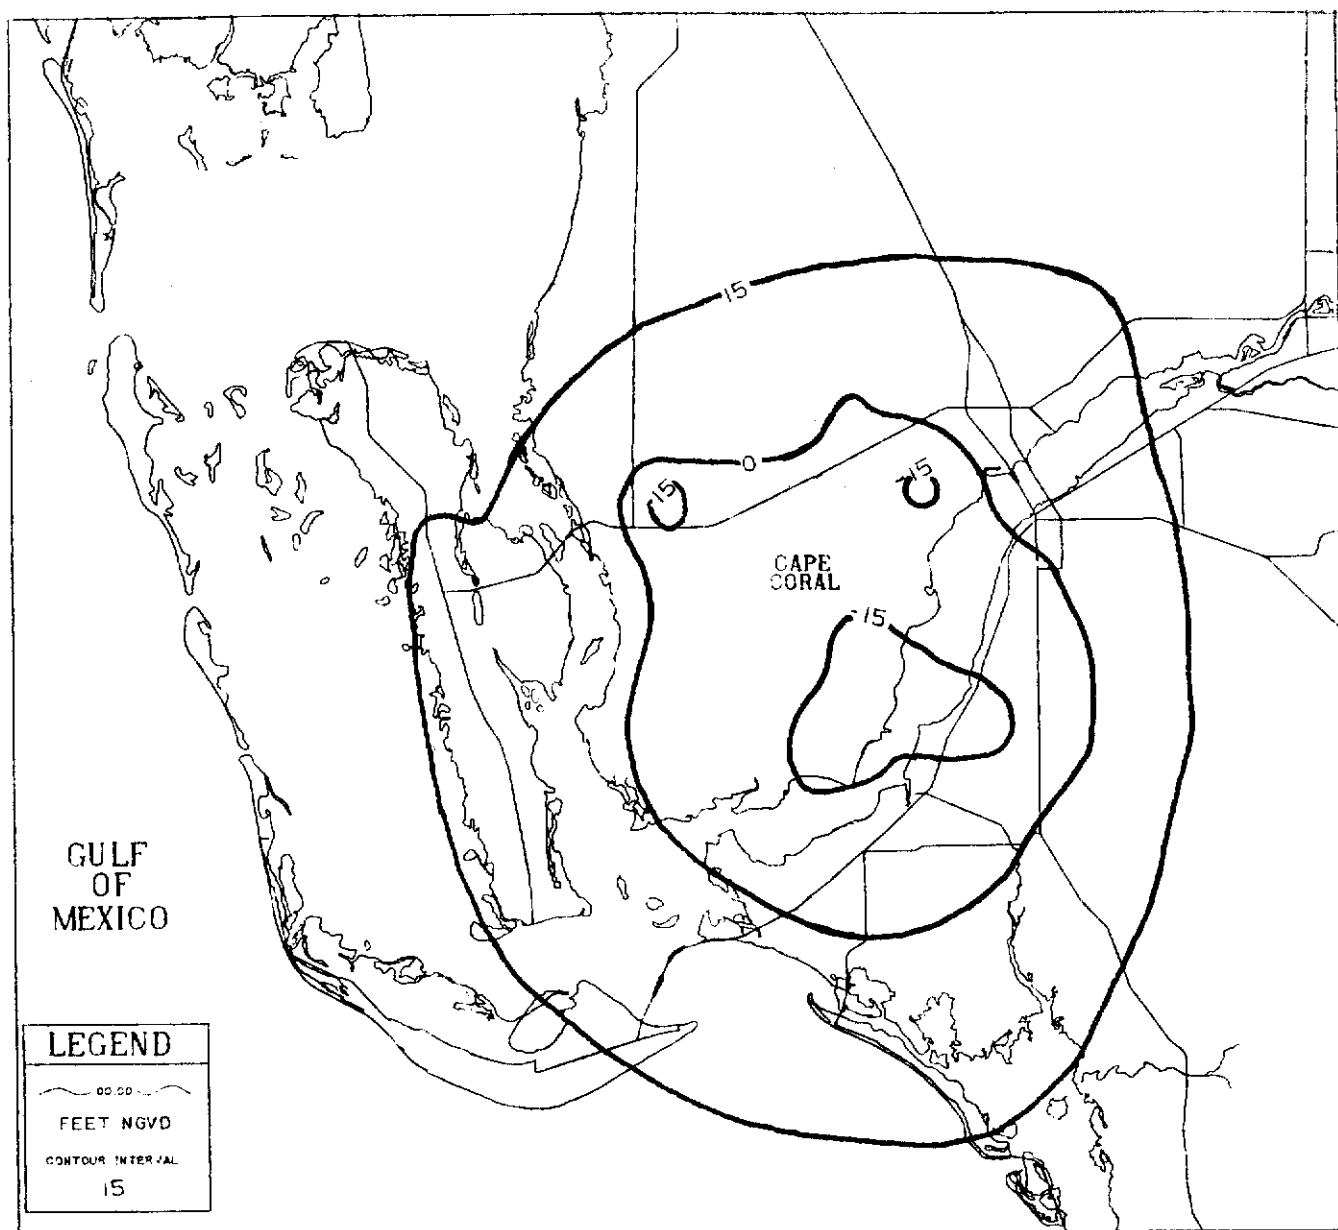 15
0
-15
-15
CAPE
CORAL
-15
GULF
OF
MEXICO
LEGEND
00.00
FEET NGVD
CONTOUR INTERVAL
15